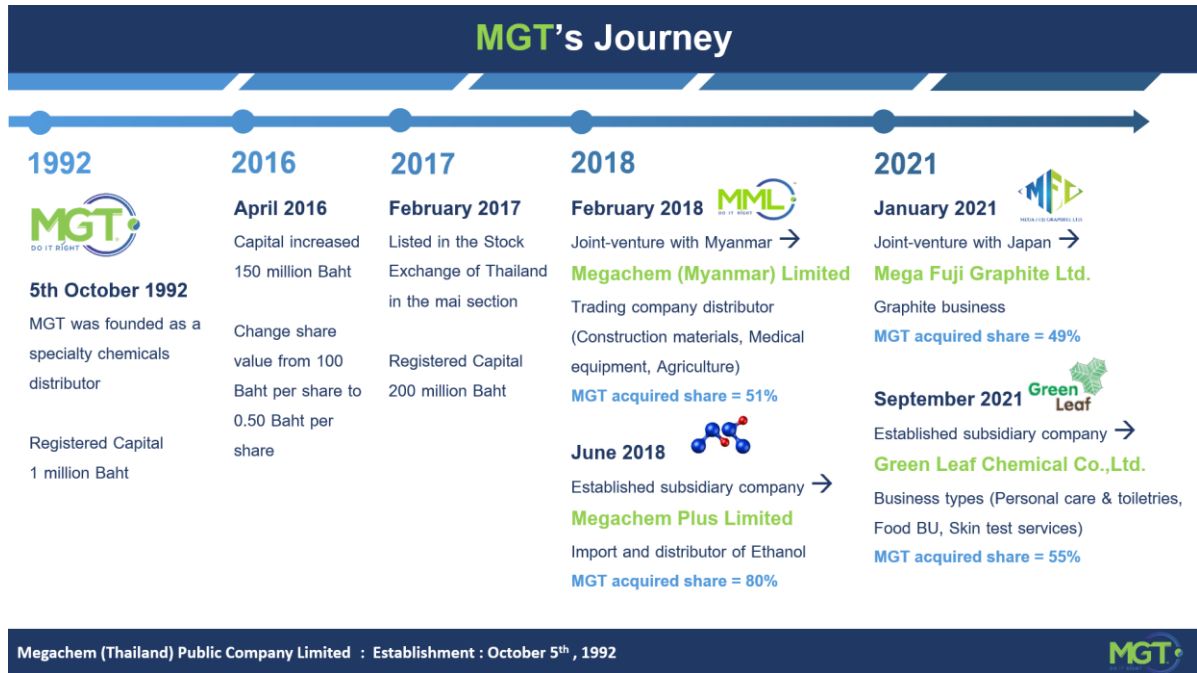 MGT's Journey
1992
MGT
DO IT RIGHT
5th October 1992
MGT was founded as a
specialty chemicals
distributor
Registered Capital
1 million Baht
2016
April 2016
Capital increased
150 million Baht
Change share
value from 100
Baht per share to
0.50 Baht per
share
2017
February 2017
Listed in the Stock
Exchange of Thailand
in the mai section
Registered Capital
200 million Baht
2018
February 2018
MML
DO IT RIGHT
Joint-venture with Myanmar →
Megachem (Myanmar) Limited
Trading company distributor
(Construction materials, Medical
equipment, Agriculture)
MGT acquired share = 51%
June 2018
Established subsidiary company →
Megachem Plus Limited
Import and distributor of Ethanol
MGT acquired share = 80%
2021
January 2021
MEGA FUJI GRAPHITE LTD.
Joint-venture with Japan →
Mega Fuji Graphite Ltd.
Graphite business
MGT acquired share = 49%
September 2021
Green
Leaf
Established subsidiary company →
Green Leaf Chemical Co.,Ltd.
Business types (Personal care & toiletries,
Food BU, Skin test services)
MGT acquired share = 55%
Megachem (Thailand) Public Company Limited : Establishment : October 5th , 1992
MGT
DO IT RIGHT